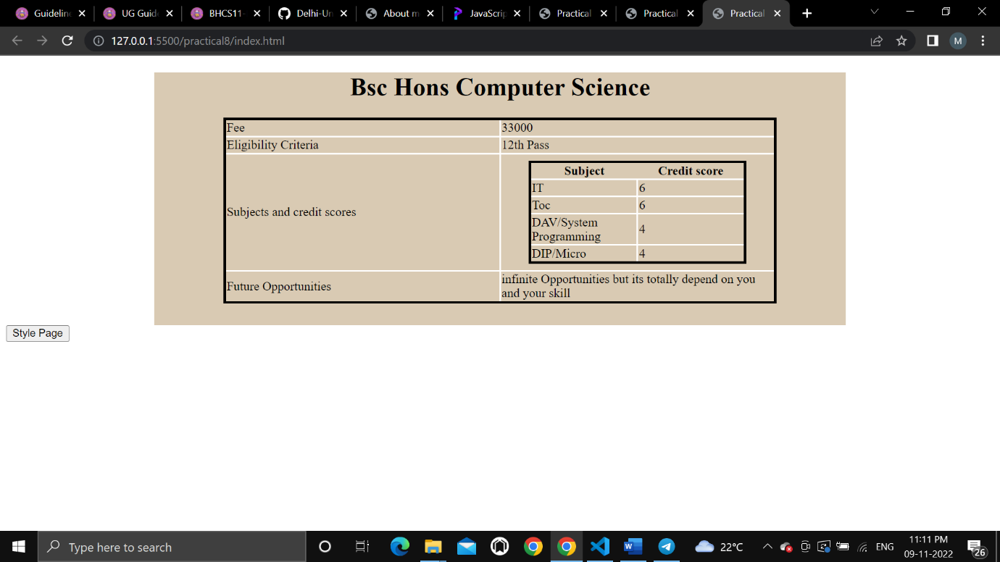 Guideline
UG Guid
BHCS11-
Delhi-Un
About m
JavaScrip
Practical
Practical
Practical
127.0.0.1:5500/practical8/index.html
M
Bsc Hons Computer Science
Fee 33000
Eligibility Criteria 12th Pass
Subjects and credit scores
Subject Credit score
IT 6
Toc 6
DAV/System
Programming 4
DIP/Micro 4
Future Opportunities
infinite Opportunities but its totally depend on you
and your skill
Style Page
Type here to search
22°C
ENG
11:11 PM
09-11-2022
26